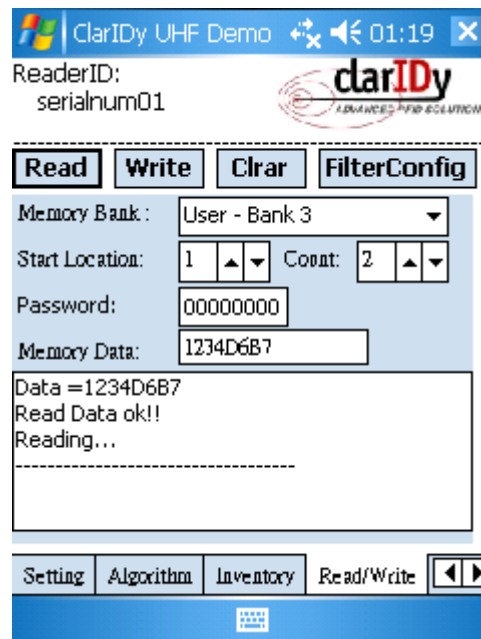 ClarIDy UHF Demo 01:19
ReaderID:
serialnum01
clarIDy
ADVANCED RFID SOLUTION
Read Write Clrar FilterConfig
Memory Bank : User - Bank 3
Start Location: 1 Count: 2
Password: 00000000
Memory Data: 1234D6B7
Data =1234D6B7
Read Data ok!!
Reading...
-----------------------------------
Setting Algorithm Inventory Read/Write